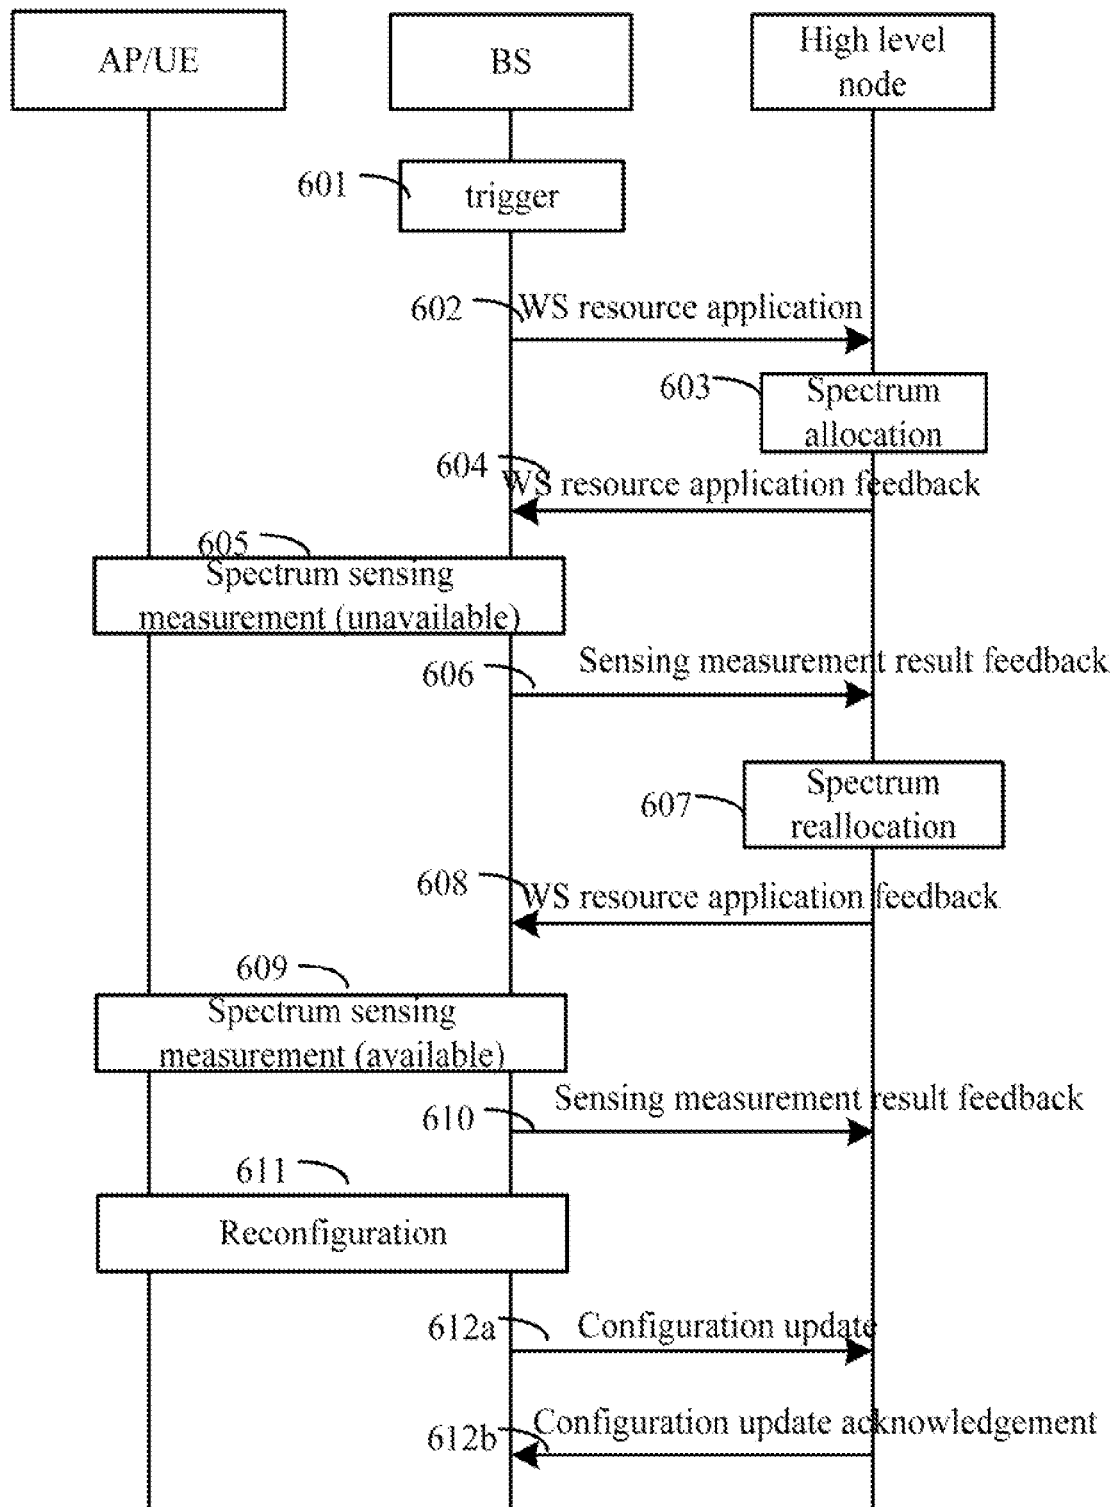 AP/UE
BS
High level
node
601
trigger
602
WS resource application
603
Spectrum
allocation
604
WS resource application feedback
605
Spectrum sensing
measurement (unavailable)
606
Sensing measurement result feedback
607
Spectrum
reallocation
608
WS resource application feedback
609
Spectrum sensing
measurement (available)
610
Sensing measurement result feedback
611
Reconfiguration
612a
Configuration update
612b
Configuration update acknowledgement